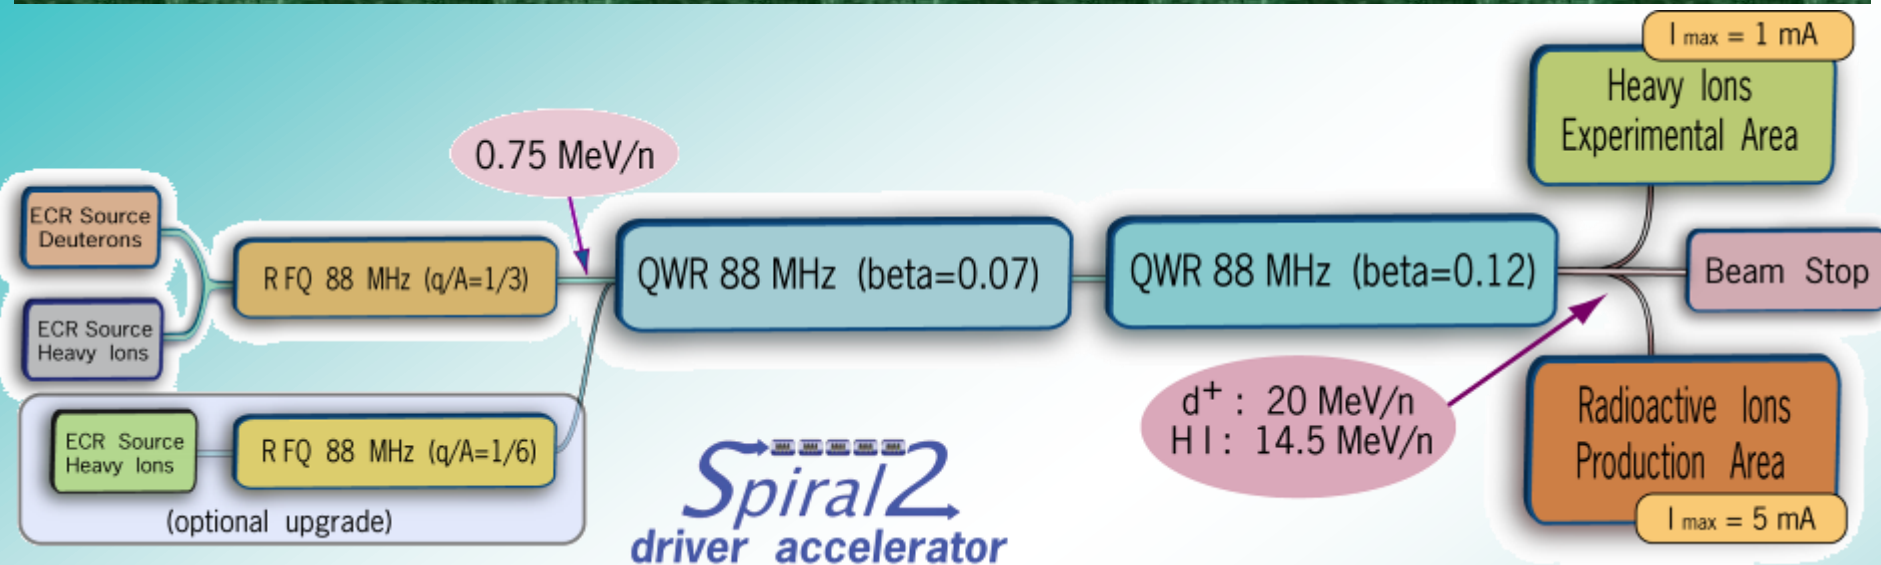 I max = 1 mA
Heavy Ions
Experimental Area
0.75 MeV/n
ECR Source
Deuterons
RFQ 88 MHz (q/A=1/3)
QWR 88 MHz (beta=0.07)
QWR 88 MHz (beta=0.12)
Beam Stop
ECR Source
Heavy Ions
d+ : 20 MeV/n
HI : 14.5 MeV/n
Radioactive Ions
Production Area
I max = 5 mA
ECR Source
Heavy Ions
RFQ 88 MHz (q/A=1/6)
(optional upgrade)
Spiral2
driver accelerator